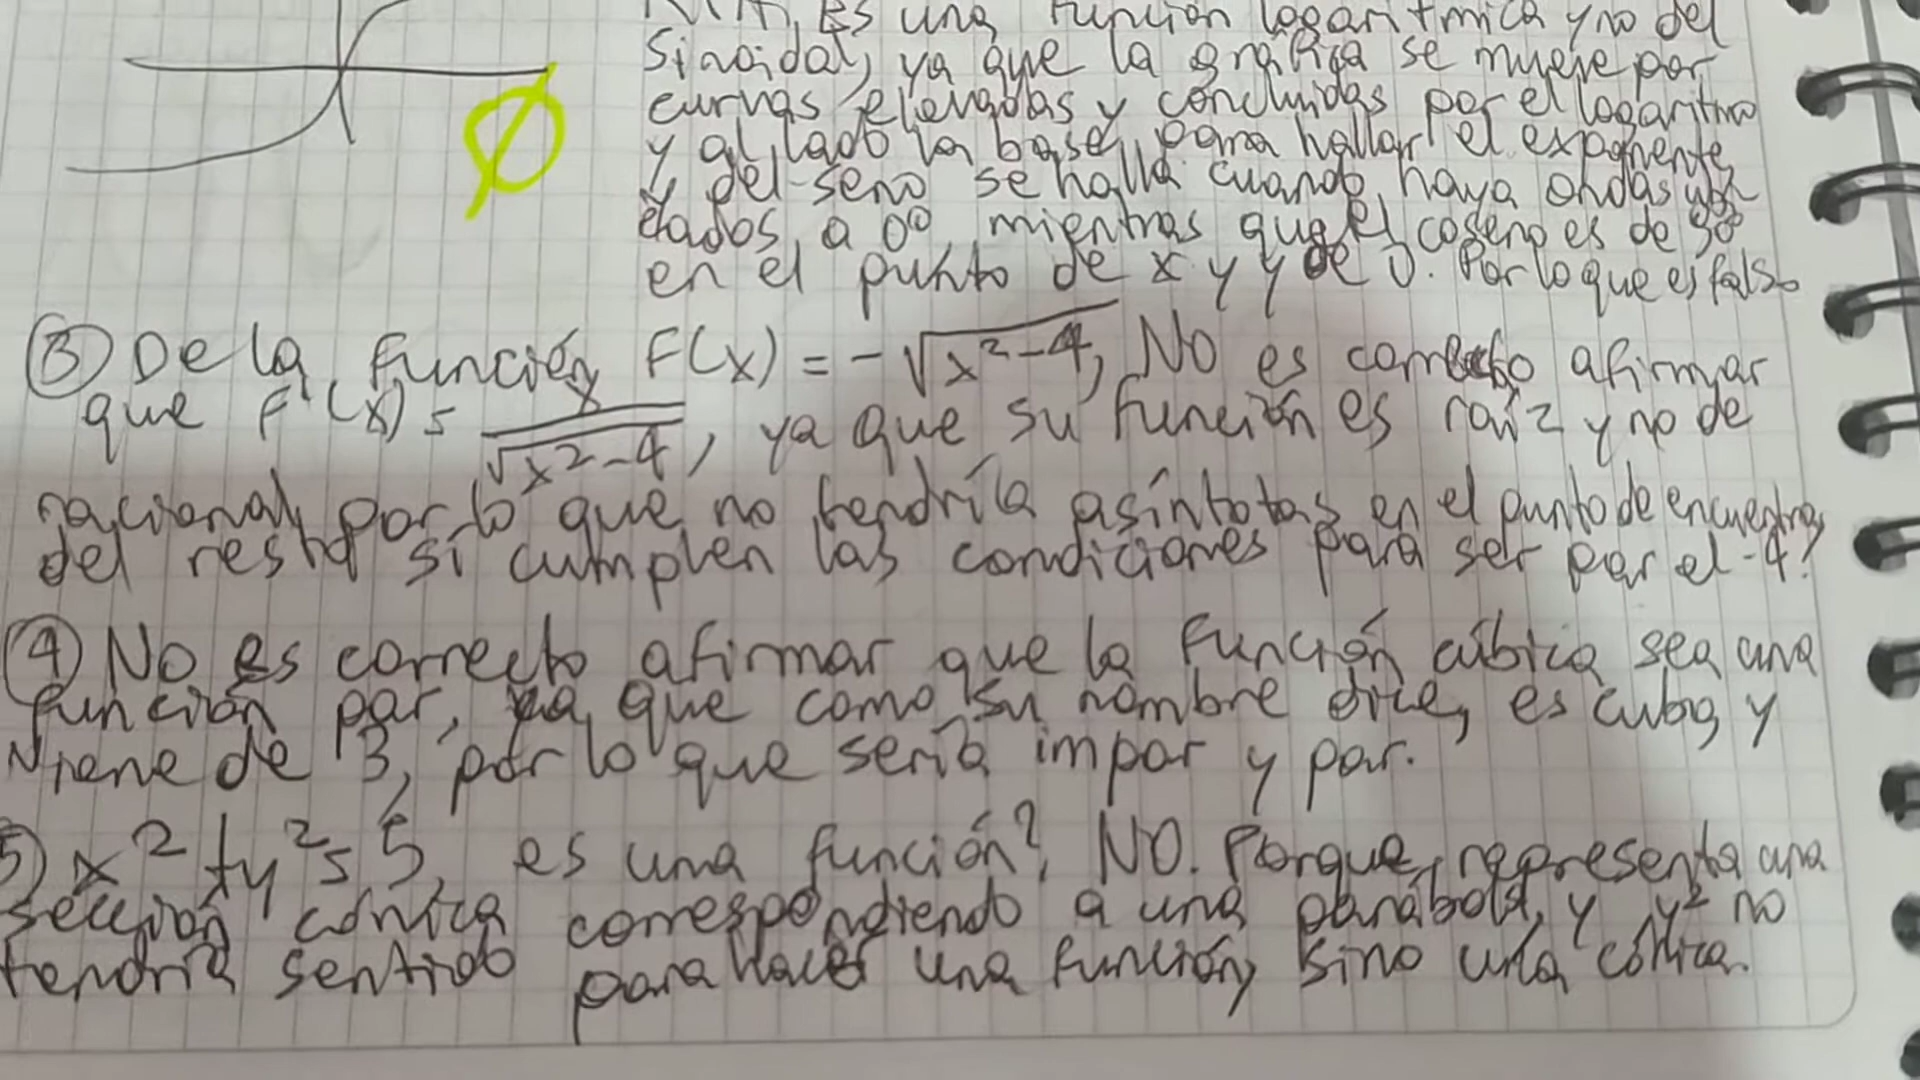 Es una función logarítmica y no del
Sinoidal, ya que la gráfica se mueve por
curvas elevadas y concluidas por el logaritmo
y al lado la base, para hallar el exponente,
y del seno se halla cuando haya ondas
dados, a 0°, mientras que el coseno es de 90°
en el punto de x y y de 0. Por lo que es falso
Ø
③ De la función F(x) = -√x²-4, No es correcto afirmar
que F'(x) = x/√x²-4, ya que su función es raíz y no de
racional, por lo que no tendría asíntotas en el punto de encuentro,
del resto si cumplen las condiciones para ser par el -4?
④ No es correcto afirmar que la función cúbica sea una
función par, ya que como su nombre dice, es cubo, y
viene de 3, por lo que sería impar y par.
5) x²+y²=5, es una función? NO. Porque, representa una
sección cónica correspondiendo a una parábola, y y² no
tendría sentido para hacer una función, sino una cónica.